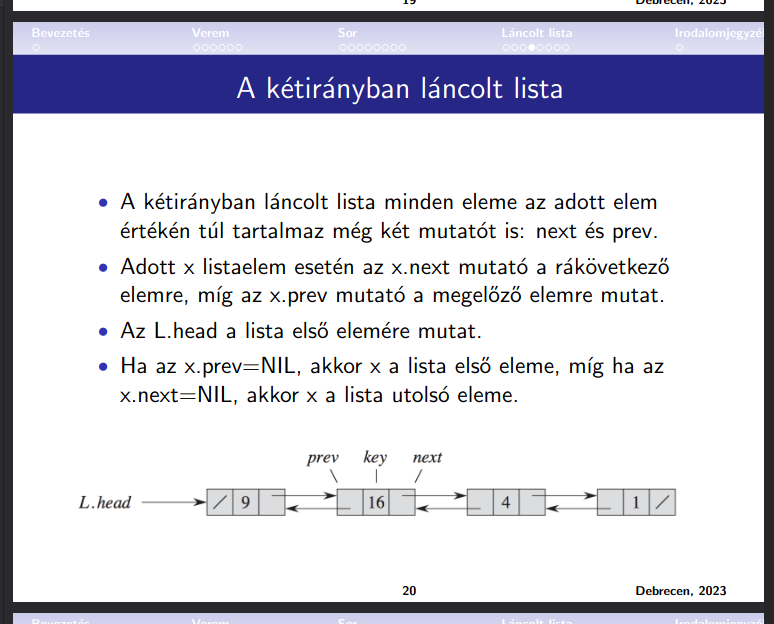 19 Debrecen, 2023
Bevezetés Verem Sor Láncolt lista Irodalomjegyzé
A kétirányban láncolt lista
• A kétirányban láncolt lista minden eleme az adott elem
értékén túl tartalmaz még két mutatót is: next és prev.
• Adott x listaelem esetén az x.next mutató a rákövetkező
elemre, míg az x.prev mutató a megelőző elemre mutat.
• Az L.head a lista első elemére mutat.
• Ha az x.prev=NIL, akkor x a lista első eleme, míg ha az
x.next=NIL, akkor x a lista utolsó eleme.
prev key next
L.head 9 16 4 1
20 Debrecen, 2023
Bevezetés Verem Sor Láncolt lista Irodalomjegyzé